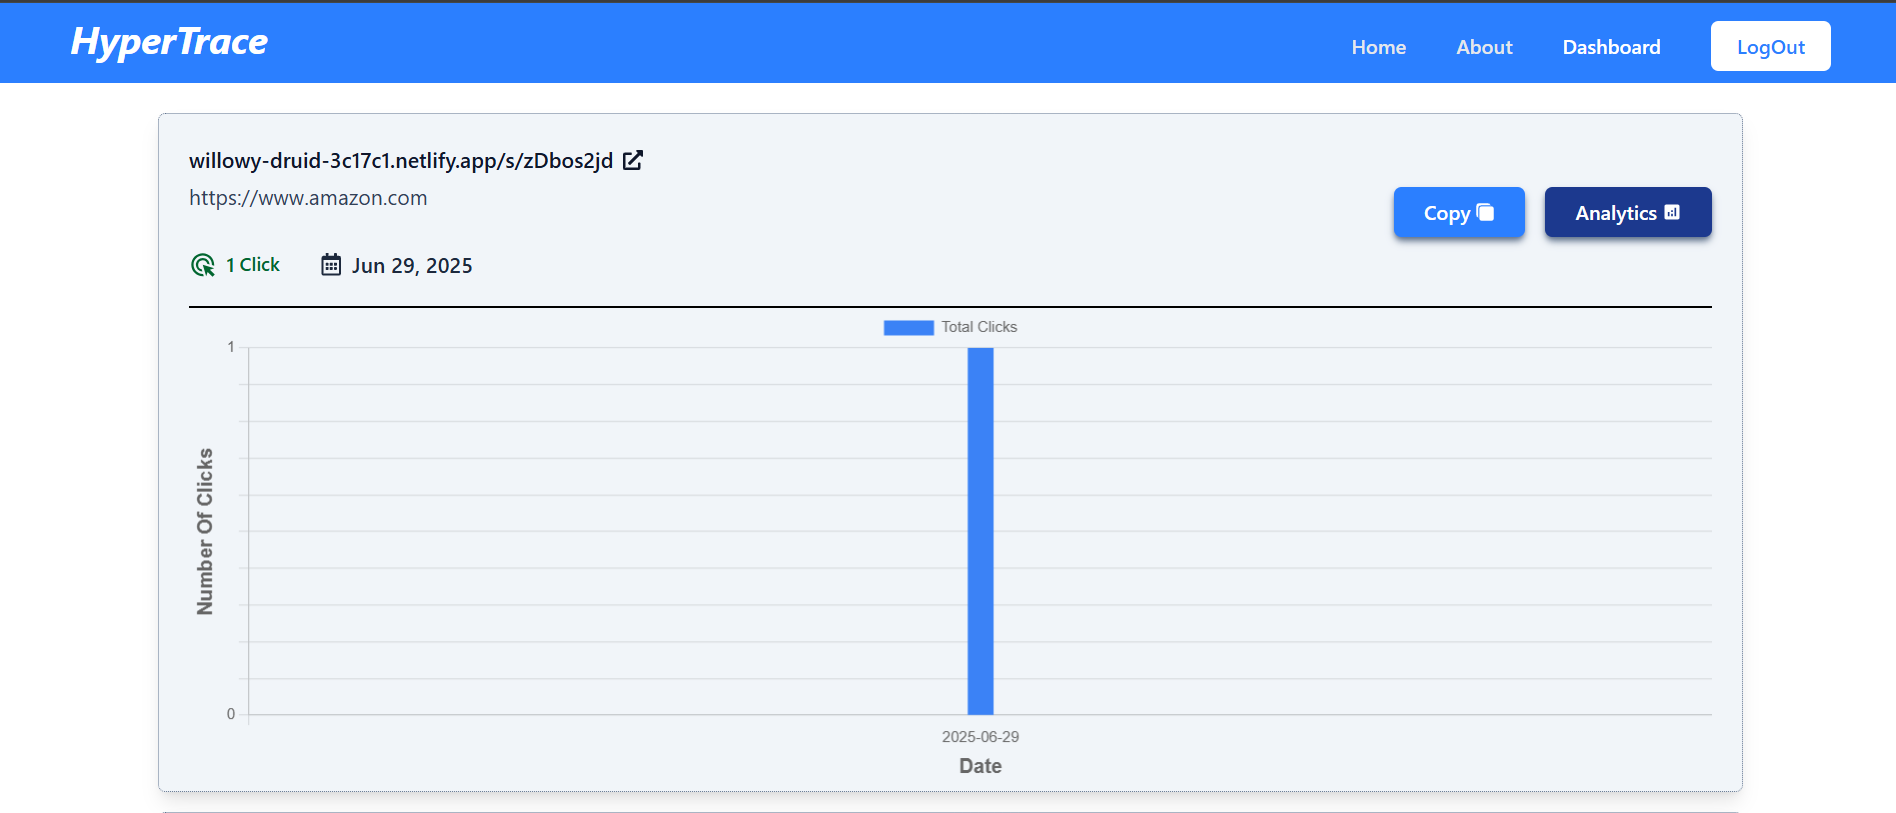 HyperTrace
Home About Dashboard LogOut
willowy-druid-3c17c1.netlify.app/s/zDbos2jd
https://www.amazon.com
Copy Analytics
1 Click Jun 29, 2025
Total Clicks
1
Number Of Clicks
0
2025-06-29
Date